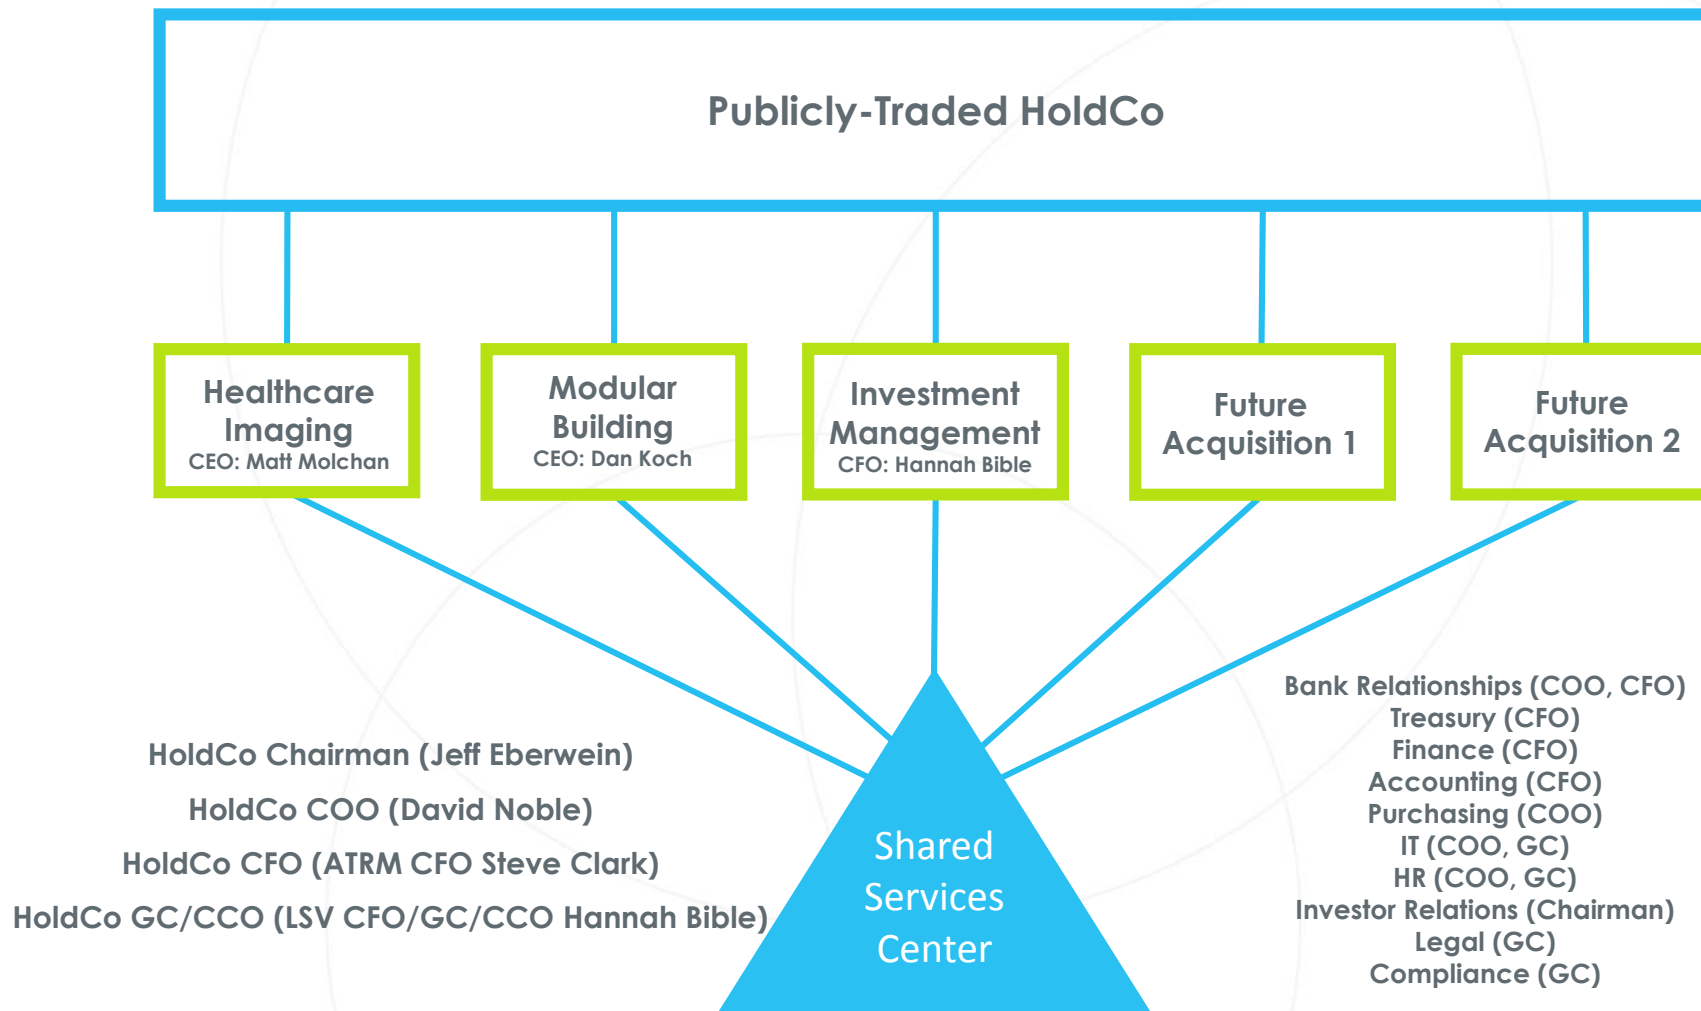 Publicly-Traded HoldCo
Healthcare
Imaging
CEO: Matt Molchan
Modular
Building
CEO: Dan Koch
Investment
Management
CFO: Hannah Bible
Future
Acquisition 1
Future
Acquisition 2
HoldCo Chairman (Jeff Eberwein)
HoldCo COO (David Noble)
HoldCo CFO (ATRM CFO Steve Clark)
HoldCo GC/CCO (LSV CFO/GC/CCO Hannah Bible)
Shared
Services
Center
Bank Relationships (COO, CFO)
Treasury (CFO)
Finance (CFO)
Accounting (CFO)
Purchasing (COO)
IT (COO, GC)
HR (COO, GC)
Investor Relations (Chairman)
Legal (GC)
Compliance (GC)